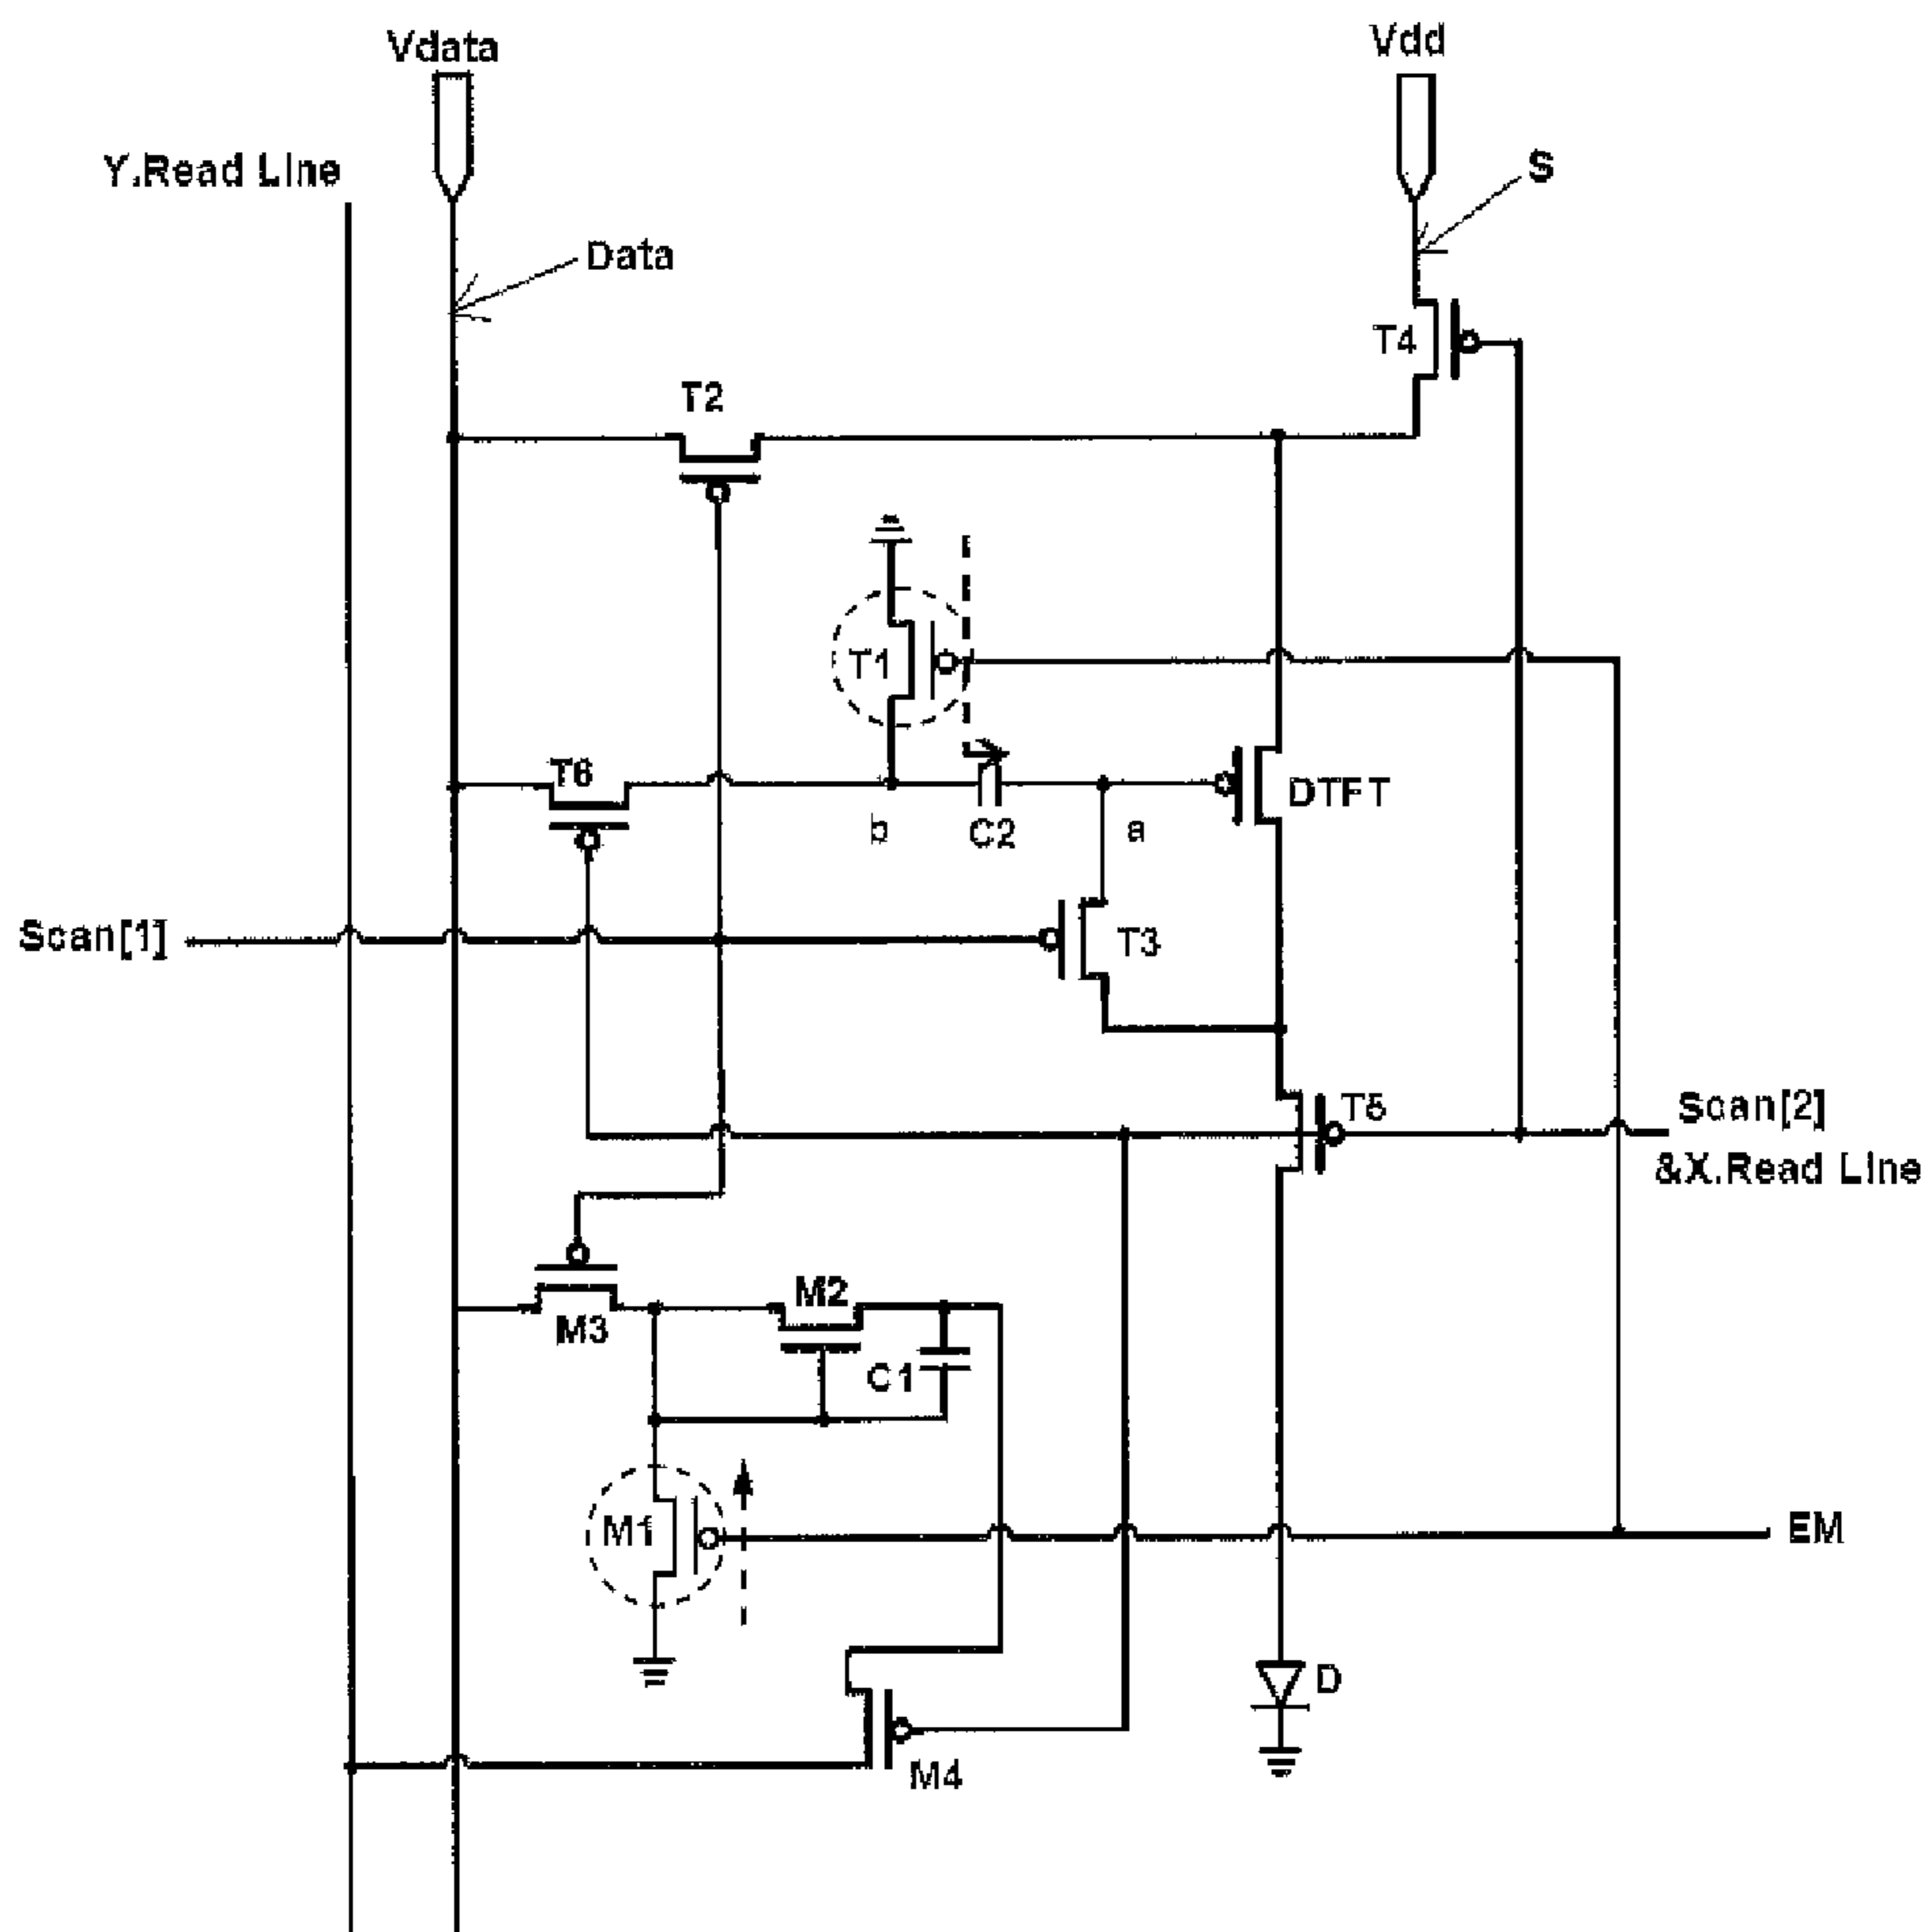 Vdata
Vdd
Y.Read Line
S
Data
T4
T2
T1
T6
DTFT
b
C2
a
Scan[1]
T3
T5
Scan[2]
&X.Read Line
M2
M3
C1
M1
EM
D
M4